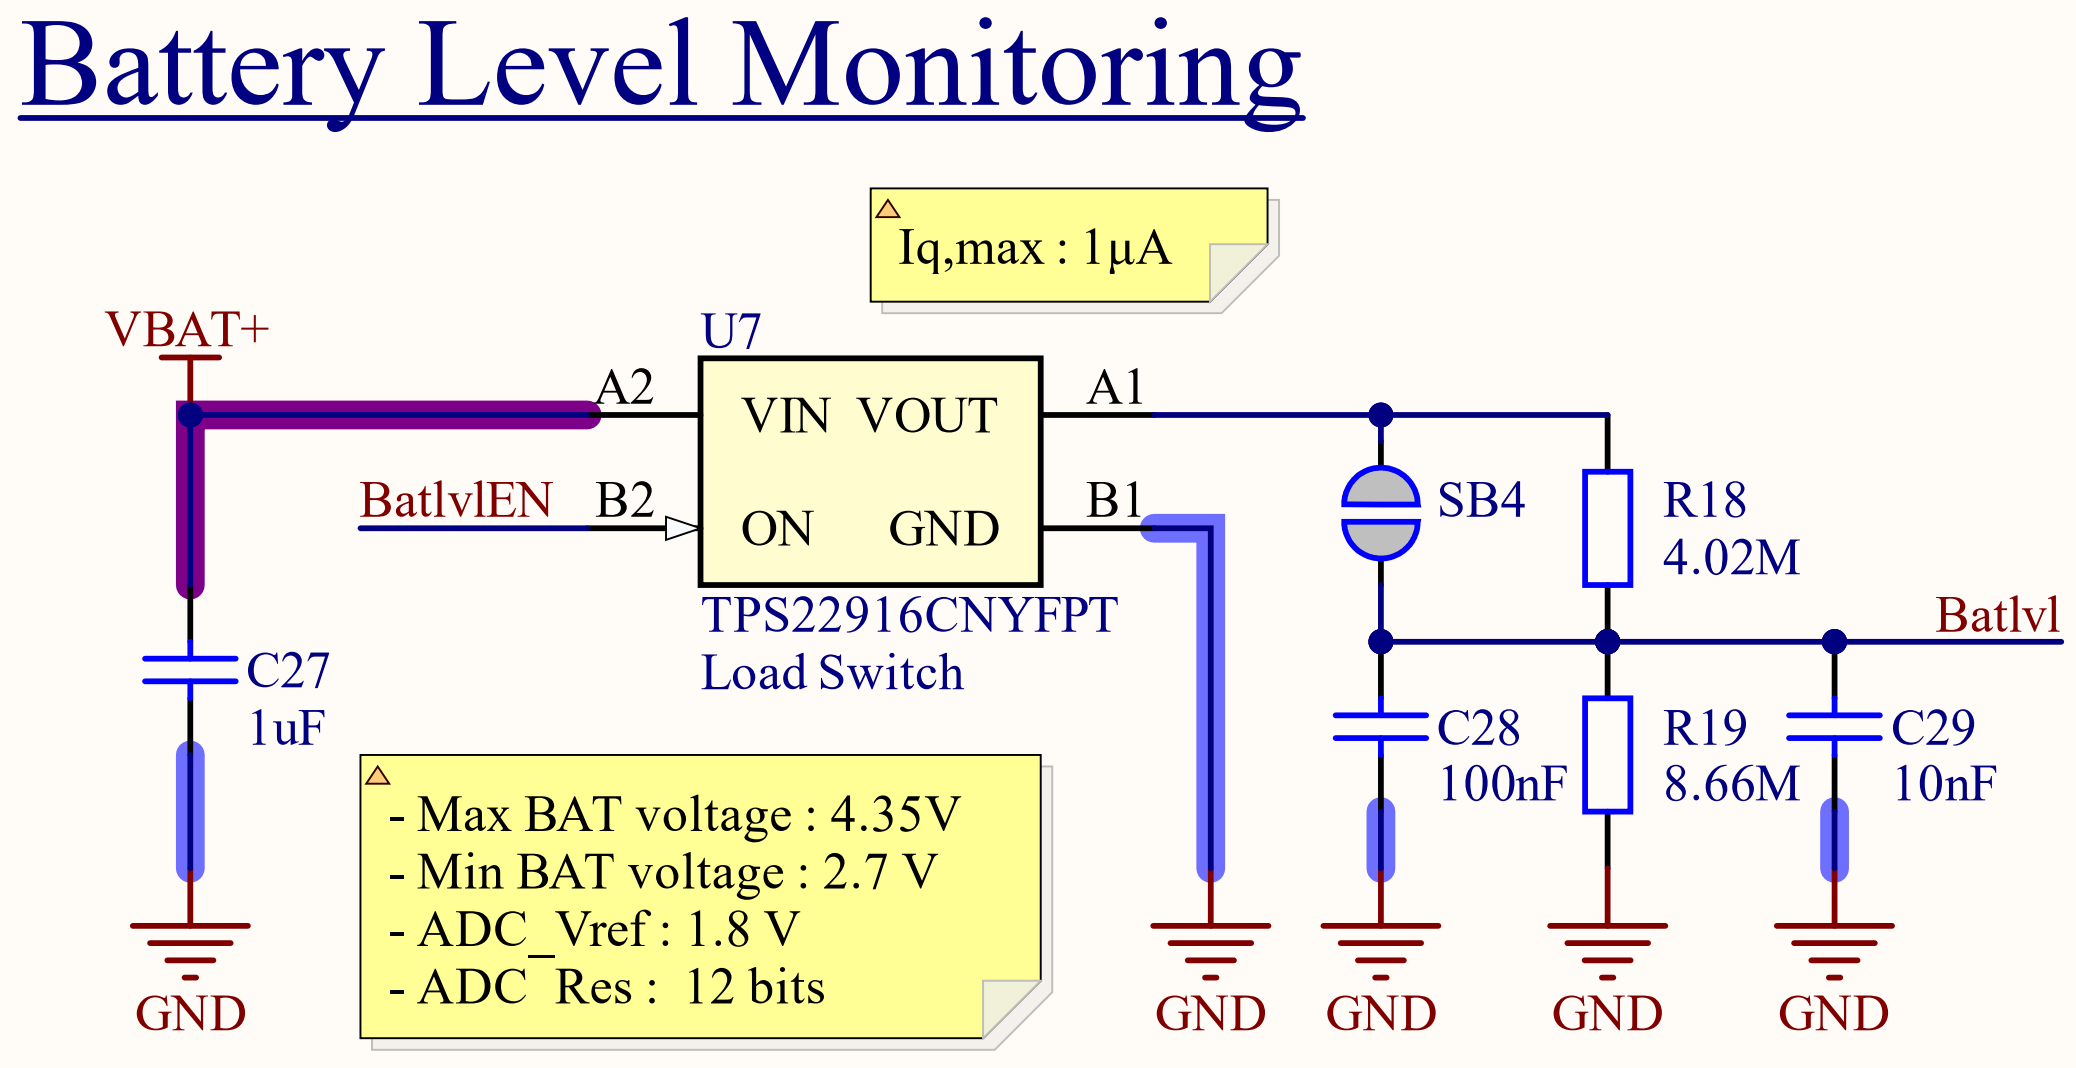 Battery Level Monitoring
Iq,max : 1µA
VBAT+
U7
A2
A1
VIN VOUT
BatlvlEN
B2
B1
ON GND
SB4
R18
4.02M
TPS22916CNYFPT
Load Switch
Batlvl
C27
1uF
C28
100nF
R19
8.66M
C29
10nF
- Max BAT voltage : 4.35V
- Min BAT voltage : 2.7 V
- ADC_Vref : 1.8 V
- ADC_Res : 12 bits
GND
GND
GND
GND
GND